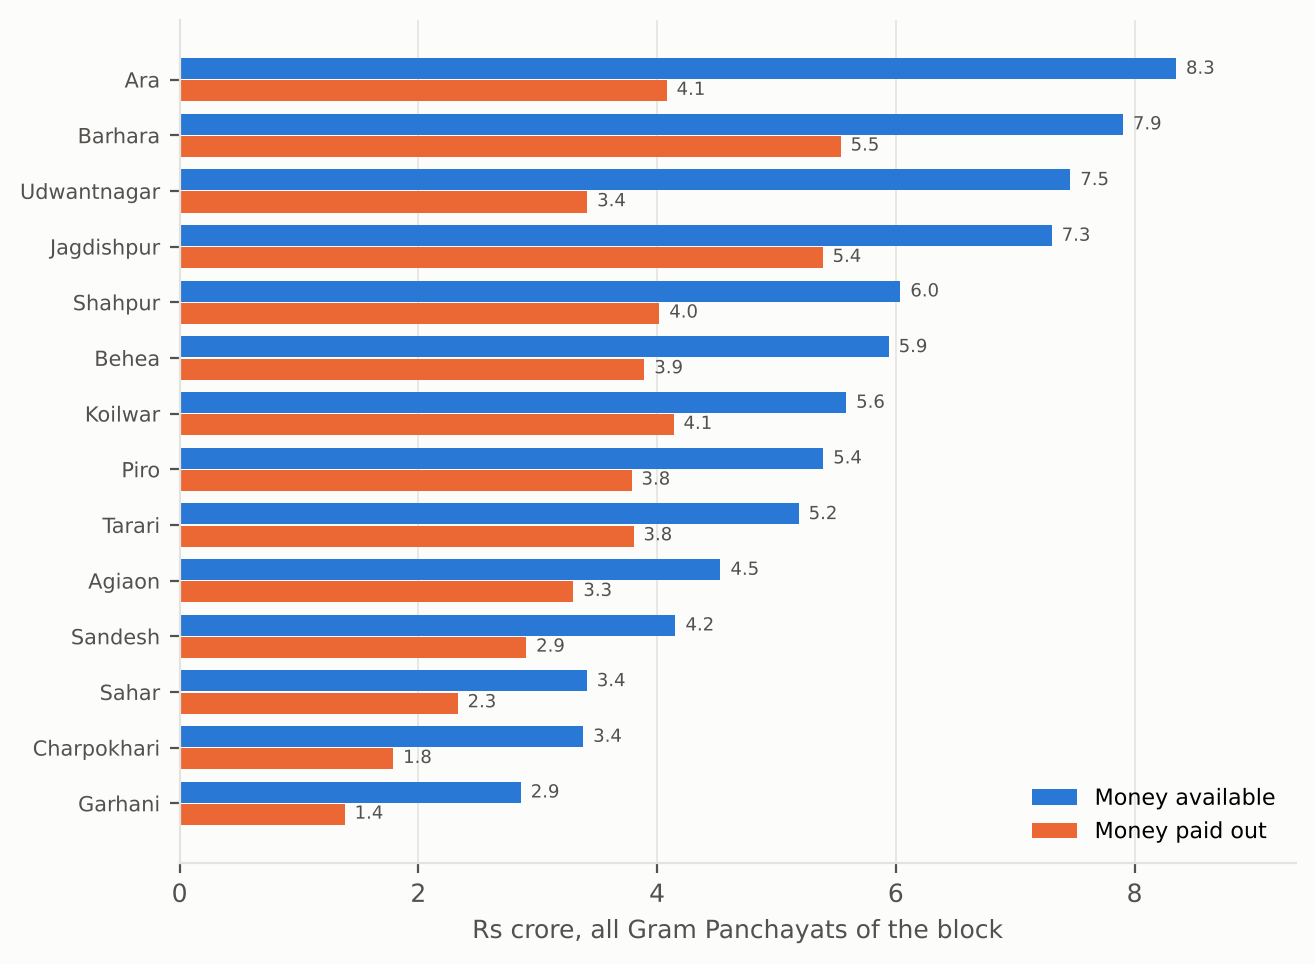 Ara 8.3
4.1
Barhara 7.9
5.5
Udwantnagar 7.5
3.4
Jagdishpur 7.3
5.4
Shahpur 6.0
4.0
Behea 5.9
3.9
Koilwar 5.6
4.1
Piro 5.4
3.8
Tarari 5.2
3.8
Agiaon 4.5
3.3
Sandesh 4.2
2.9
Sahar 3.4
2.3
Charpokhari 3.4
1.8
Garhani 2.9
1.4
Money available
Money paid out
0 2 4 6 8
Rs crore, all Gram Panchayats of the block